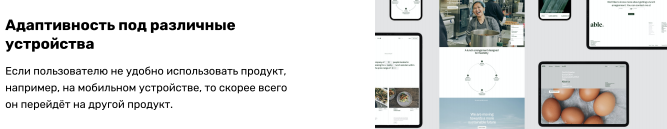 Адаптивность под различные
устройства
Если пользователю не удобно использовать продукт,
например, на мобильном устройстве, то скорее всего
он перейдёт на другой продукт.
able.